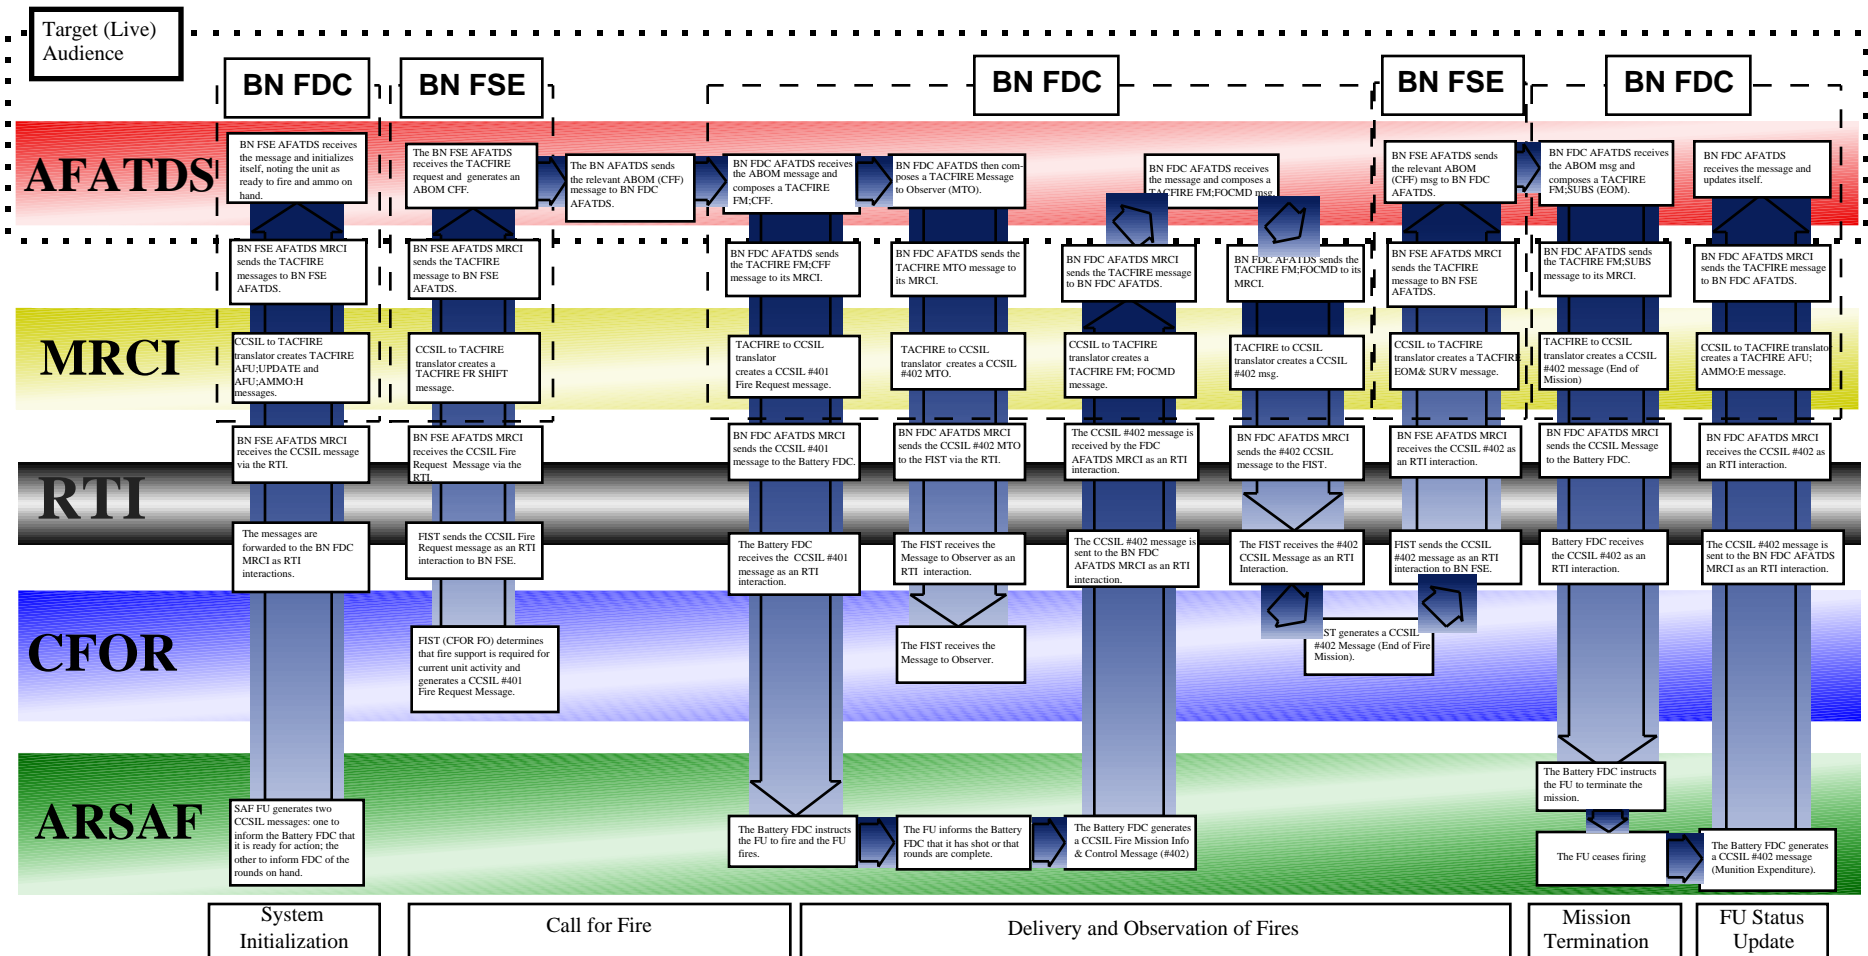 Target (Live)
Audience
BN FDC
BN FSE
BN FDC
BN FSE
BN FDC
AFATDS
BN FSE AFATDS receives
the message and initializes
itself, noting the unit as
ready to fire and ammo on
hand.
The BN FSE AFATDS
receives the TACFIRE
request and generates an
ABOM CFF.
The BN AFATDS sends
the relevant ABOM (CFF)
message to BN FDC
AFATDS.
BN FDC AFATDS receives
the ABOM message and
composes a TACFIRE
FM;CFF.
BN FDC AFATDS then com-
poses a TACFIRE Message
to Observer (MTO).
BN FDC AFATDS receives
the message and composes a
TACFIRE FM;FOCMD msg.
BN FSE AFATDS sends
the relevant ABOM
(CFF) msg to BN FDC
AFATDS.
BN FDC AFATDS receives
the ABOM msg and
composes a TACFIRE
FM;SUBS (EOM).
BN FDC AFATDS
receives the message and
updates itself.
BN FSE AFATDS MRCI
sends the TACFIRE
messages to BN FSE
AFATDS.
BN FSE AFATDS MRCI
sends the TACFIRE
message to BN FSE
AFATDS.
BN FDC AFATDS sends
the TACFIRE FM;CFF
message to its MRCI.
BN FDC AFATDS sends the
TACFIRE MTO message to
its MRCI.
BN FDC AFATDS MRCI
sends the TACFIRE message
to BN FDC AFATDS.
BN FDC AFATDS sends the
TACFIRE FM;FOCMD to its
MRCI.
BN FSE AFATDS MRCI
sends the TACFIRE
message to BN FSE
AFATDS.
BN FDC AFATDS sends
the TACFIRE FM;SUBS
message to its MRCI.
BN FDC AFATDS MRCI
sends the TACFIRE message
to BN FDC AFATDS.
MRCI
CCSIL to TACFIRE
translator creates TACFIRE
AFU;UPDATE and
AFU;AMMO:H
messages.
CCSIL to TACFIRE
translator creates a
TACFIRE FR SHIFT
message.
TACFIRE to CCSIL
translator
creates a CCSIL #401
Fire Request message.
TACFIRE to CCSIL
translator creates a CCSIL
#402 MTO.
CCSIL to TACFIRE
translator creates a
TACFIRE FM; FOCMD
message.
TACFIRE to CCSIL
translator creates a CCSIL
#402 msg.
CCSIL to TACFIRE
translator creates a TACFIRE
EOM& SURV message.
TACFIRE to CCSIL
translator creates a CCSIL
#402 message (End of
Mission)
CCSIL to TACFIRE translator
creates a TACFIRE AFU;
AMMO:E message.
BN FSE AFATDS MRCI
receives the CCSIL message
via the RTI.
BN FSE AFATDS MRCI
receives the CCSIL Fire
Request Message via the
RTI.
BN FDC AFATDS MRCI
sends the CCSIL #401
message to the Battery FDC.
BN FDC AFATDS MRCI
sends CCSIL #402 MTO
to the FIST via the RTI.
The CCSIL #402 message is
received by the FDC
AFATDS MRCI as an RTI
interaction.
BN FDC AFATDS MRCI
sends the #402 CCSIL
message to the FIST.
BN FSE AFATDS MRCI
receives the CCSIL #402 as
an RTI interaction.
BN FDC AFATDS MRCI
sends the CCSIL Message
to the Battery FDC.
BN FDC AFATDS MRCI
receives the CCSIL #402 as
an RTI interaction.
RTI
The messages are
forwarded to the BN FDC
MRCI as RTI
interactions.
FIST sends the CCSIL Fire
Request message as an RTI
interaction to BN FSE.
The Battery FDC
receives the CCSIL #401
message as an RTI
interaction.
The FIST receives the
Message to Observer as an
RTI interaction.
The CCSIL #402 message is
sent to the BN FDC
AFATDS MRCI as an RTI
interaction.
The FIST receives the #402
CCSIL Message as an RTI
Interaction.
FIST sends the CCSIL
#402 message as an RTI
interaction to BN FSE.
Battery FDC receives
the CCSIL #402 as an
RTI interaction.
The CCSIL #402 message is
sent to the BN FDC AFATDS
MRCI as an RTI interaction.
CFOR
FIST (CFOR FO) determines
that fire support is required for
current unit activity and
generates a CCSIL #401
Fire Request Message.
The FIST receives the
Message to Observer.
FIST generates a CCSIL
#402 Message (End of Fire
Mission).
ARSAF
SAF FU generates two
CCSIL messages: one to
inform the Battery FDC that
it is ready for action; the
other to inform FDC of the
rounds on hand.
The Battery FDC instructs
the FU to fire and the FU
fires.
The FU informs the Battery
FDC that it has shot or that
rounds are complete.
The Battery FDC generates
a CCSIL Fire Mission Info
& Control Message (#402)
The Battery FDC instructs
the FU to terminate the
mission.
The FU ceases firing
The Battery FDC generates
a CCSIL #402 message
(Munition Expenditure).
System
Initialization
Call for Fire
Delivery and Observation of Fires
Mission
Termination
FU Status
Update